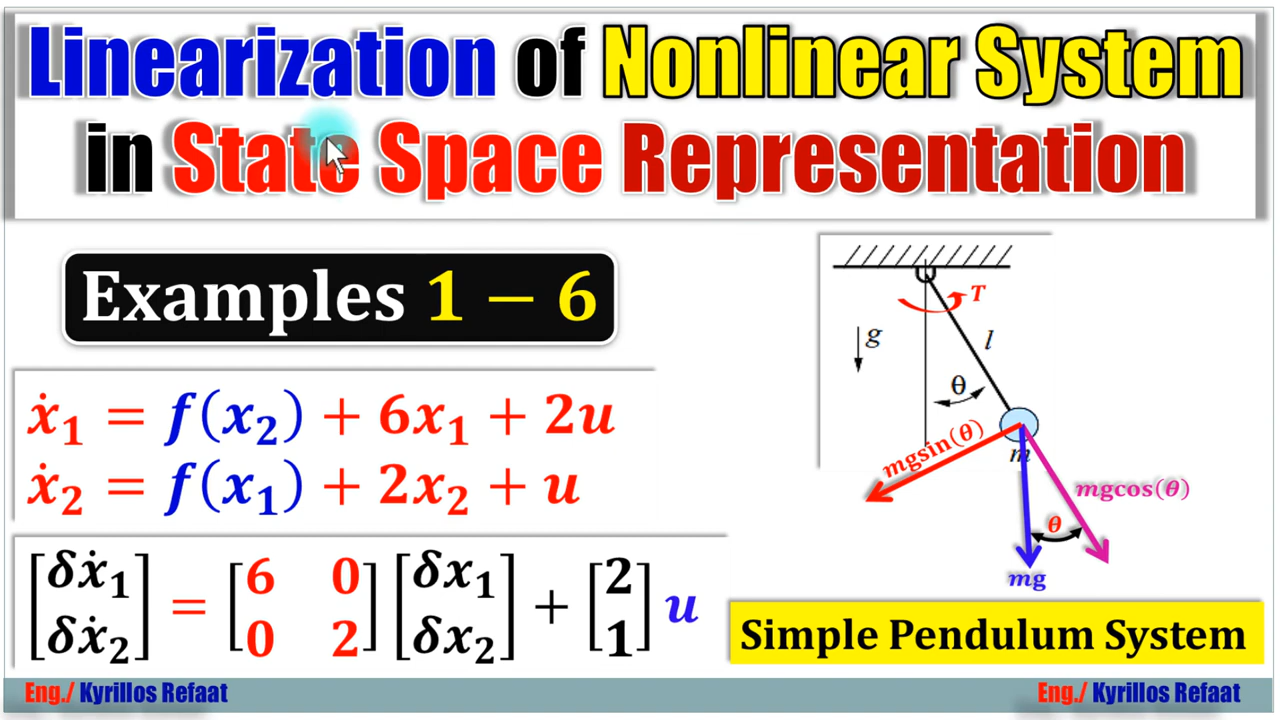 Linearization of Nonlinear System
in State Space Representation
Examples 1 − 6
ẋ₁ = f(x₂) + 6x₁ + 2u
ẋ₂ = f(x₁) + 2x₂ + u
[δẋ₁ δẋ₂] = [6 0 0 2] [δx₁ δx₂] + [2 1] u
T
g
l
θ
mgsin(θ)
m
mgcos(θ)
θ
mg
Simple Pendulum System
Eng./ Kyrillos Refaat
Eng./ Kyrillos Refaat